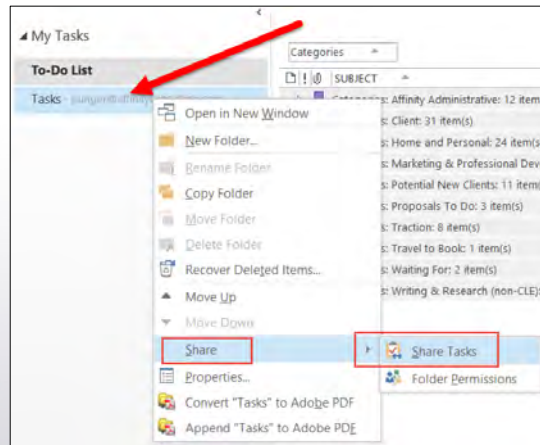 My Tasks
To-Do List
Tasks -
Categories
SUBJECT
Open in New Window
New Folder...
Rename Folder
Copy Folder
Move Folder
Delete Folder
Recover Deleted Items...
Move Up
Move Down
Share
Properties...
Convert "Tasks" to Adobe PDF
Append "Tasks" to Adobe PDF
s: Affinity Administrative: 12 item
s: Client: 31 item(s)
s: Home and Personal: 24 item(s
s: Marketing & Professional Dev
s: Potential New Clients: 11 item(
s: Proposals To Do: 3 item(s)
s: Traction: 8 item(s)
s: Travel to Book: 1 item(s)
s: Waiting For: 2 item(s)
s: Writing & Research (non-CLE):
Share Tasks
Folder Permissions